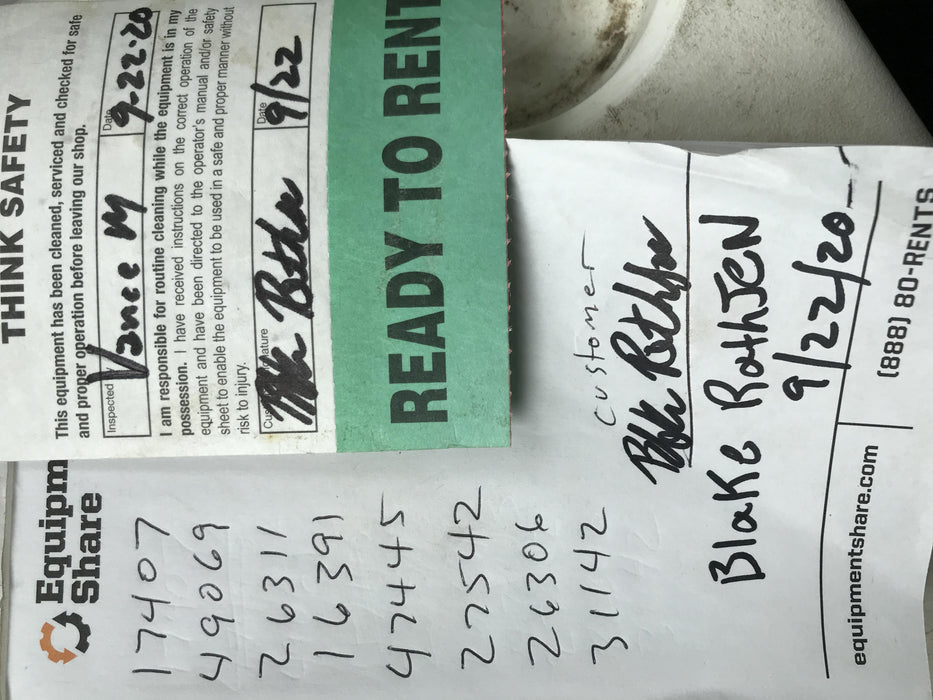 THINK SAFETY
This equipment has been cleaned, serviced and checked for safe
and proper operation before leaving our shop.
Inspected
Vance M
Date
9-22-20
I am responsible for routine cleaning while the equipment is in my
possession. I have received instructions on the correct operation of the
equipment and have been directed to the operator's manual and/or safety
sheet to enable the equipment to be used in a safe and proper manner without
risk to injury.
Date
9/22
READY TO RENT
Equipm
Share
17407
49069
26311
16391
47445
22542
26306
31142
customer
Blake RothJEN
9/22/20
equipmentshare.com
(888) 80-RENTS